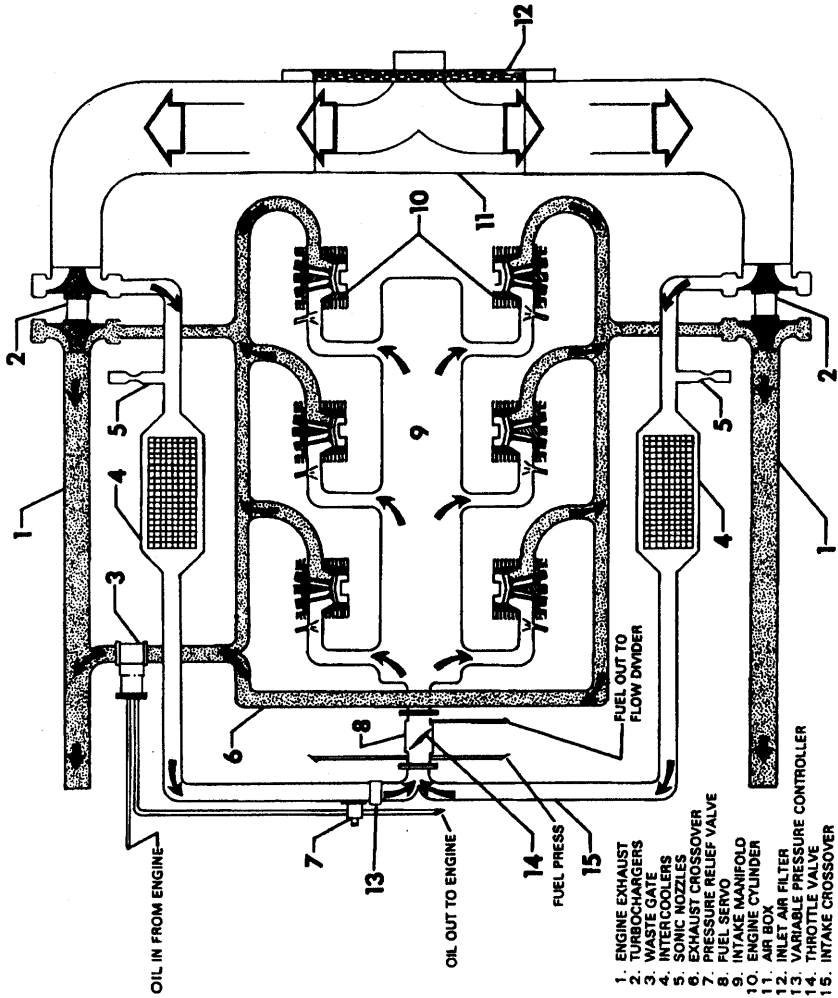 1
2
3
4
5
OIL IN FROM ENGINE
6
7
8
13
9
10
OIL OUT TO ENGINE
11
12
14
FUEL PRESS
15
FUEL OUT TO
FLOW DIVIDER
4
5
1
2
1. ENGINE EXHAUST
2. TURBOCHARGERS
3. WASTE GATE
4. INTERCOOLERS
5. SONIC NOZZLES
6. EXHAUST CROSSOVER
7. PRESSURE RELIEF VALVE
8. FUEL SERVO
9. INTAKE MANIFOLD
10. ENGINE CYLINDER
11. AIR BOX
12. INLET AIR FILTER
13. VARIABLE PRESSURE CONTROLLER
14. THROTTLE VALVE
15. INTAKE CROSSOVER